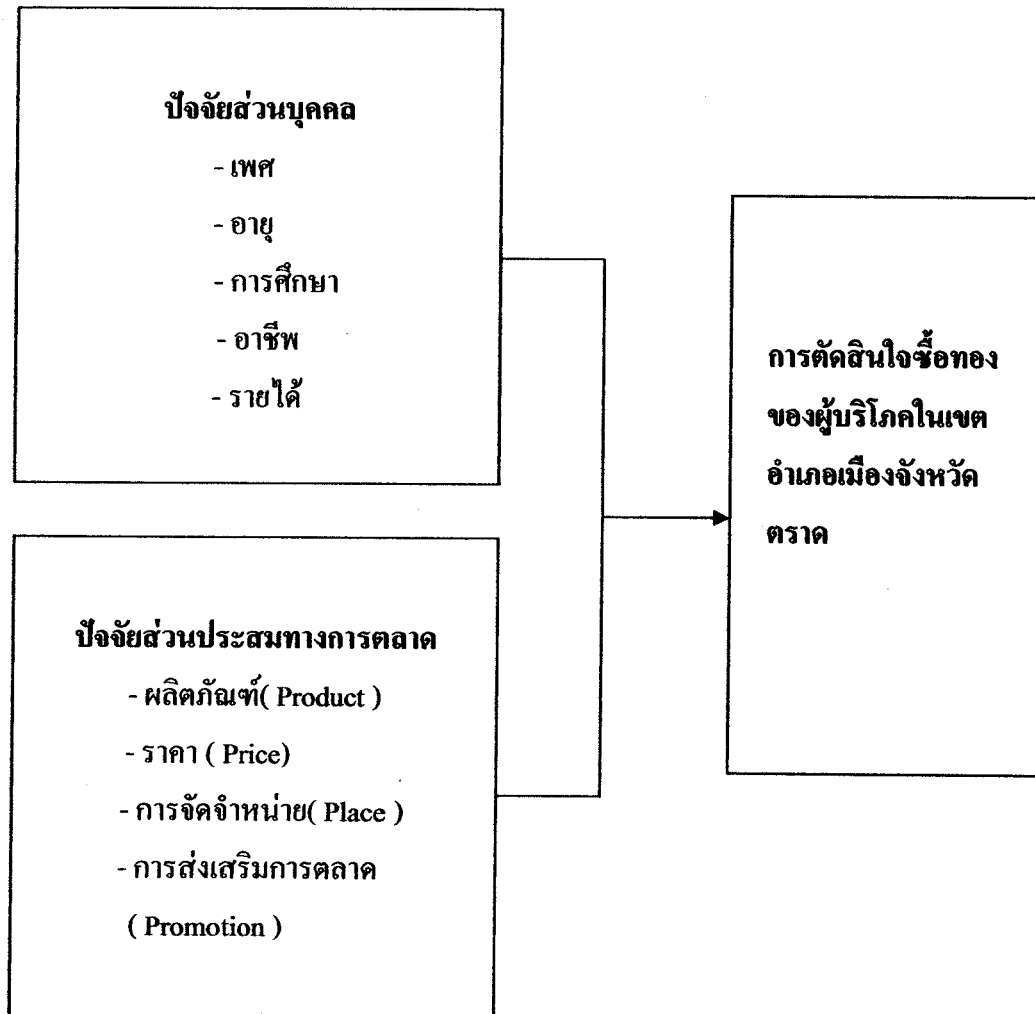 ปัจจัยส่วนบุคคล
- เพศ
- อายุ
- การศึกษา
- อาชีพ
- รายได้
ปัจจัยส่วนประสมทางการตลาด
- ผลิตภัณฑ์( Product )
- ราคา ( Price)
- การจัดจำหน่าย( Place )
- การส่งเสริมการตลาด
( Promotion )
การตัดสินใจซื้อทอง
ของผู้บริโภคในเขต
อำเภอเมืองจังหวัด
ตราด